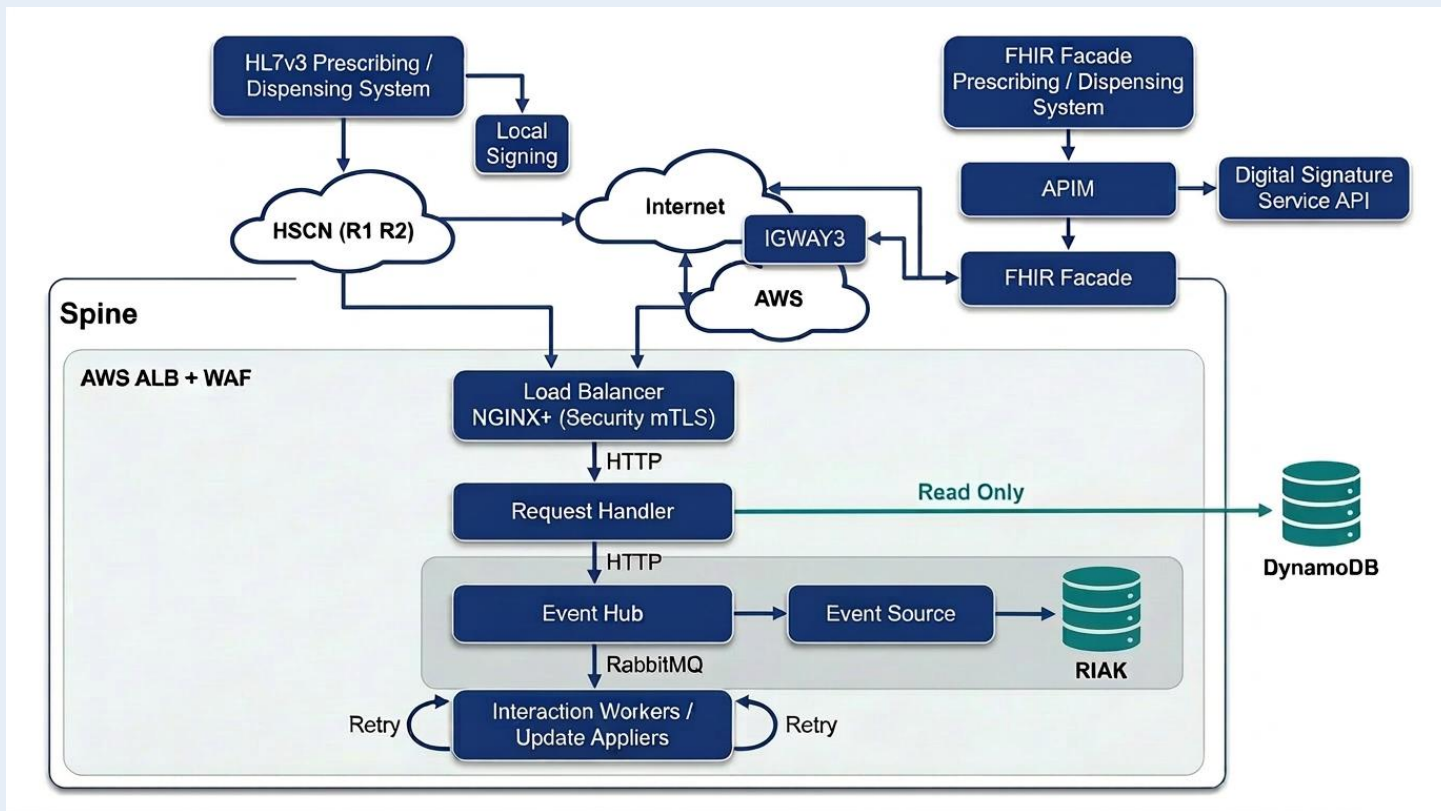 HL7v3 Prescribing /
Dispensing System
Local
Signing
FHIR Facade
Prescribing / Dispensing
System
APIM
Digital Signature
Service API
Internet
HSCN (R1 R2)
IGWAY3
FHIR Facade
AWS
Spine
AWS ALB + WAF
Load Balancer
NGINX+ (Security mTLS)
HTTP
Request Handler
Read Only
DynamoDB
HTTP
Event Hub
Event Source
RIAK
RabbitMQ
Retry
Interaction Workers /
Update Appliers
Retry